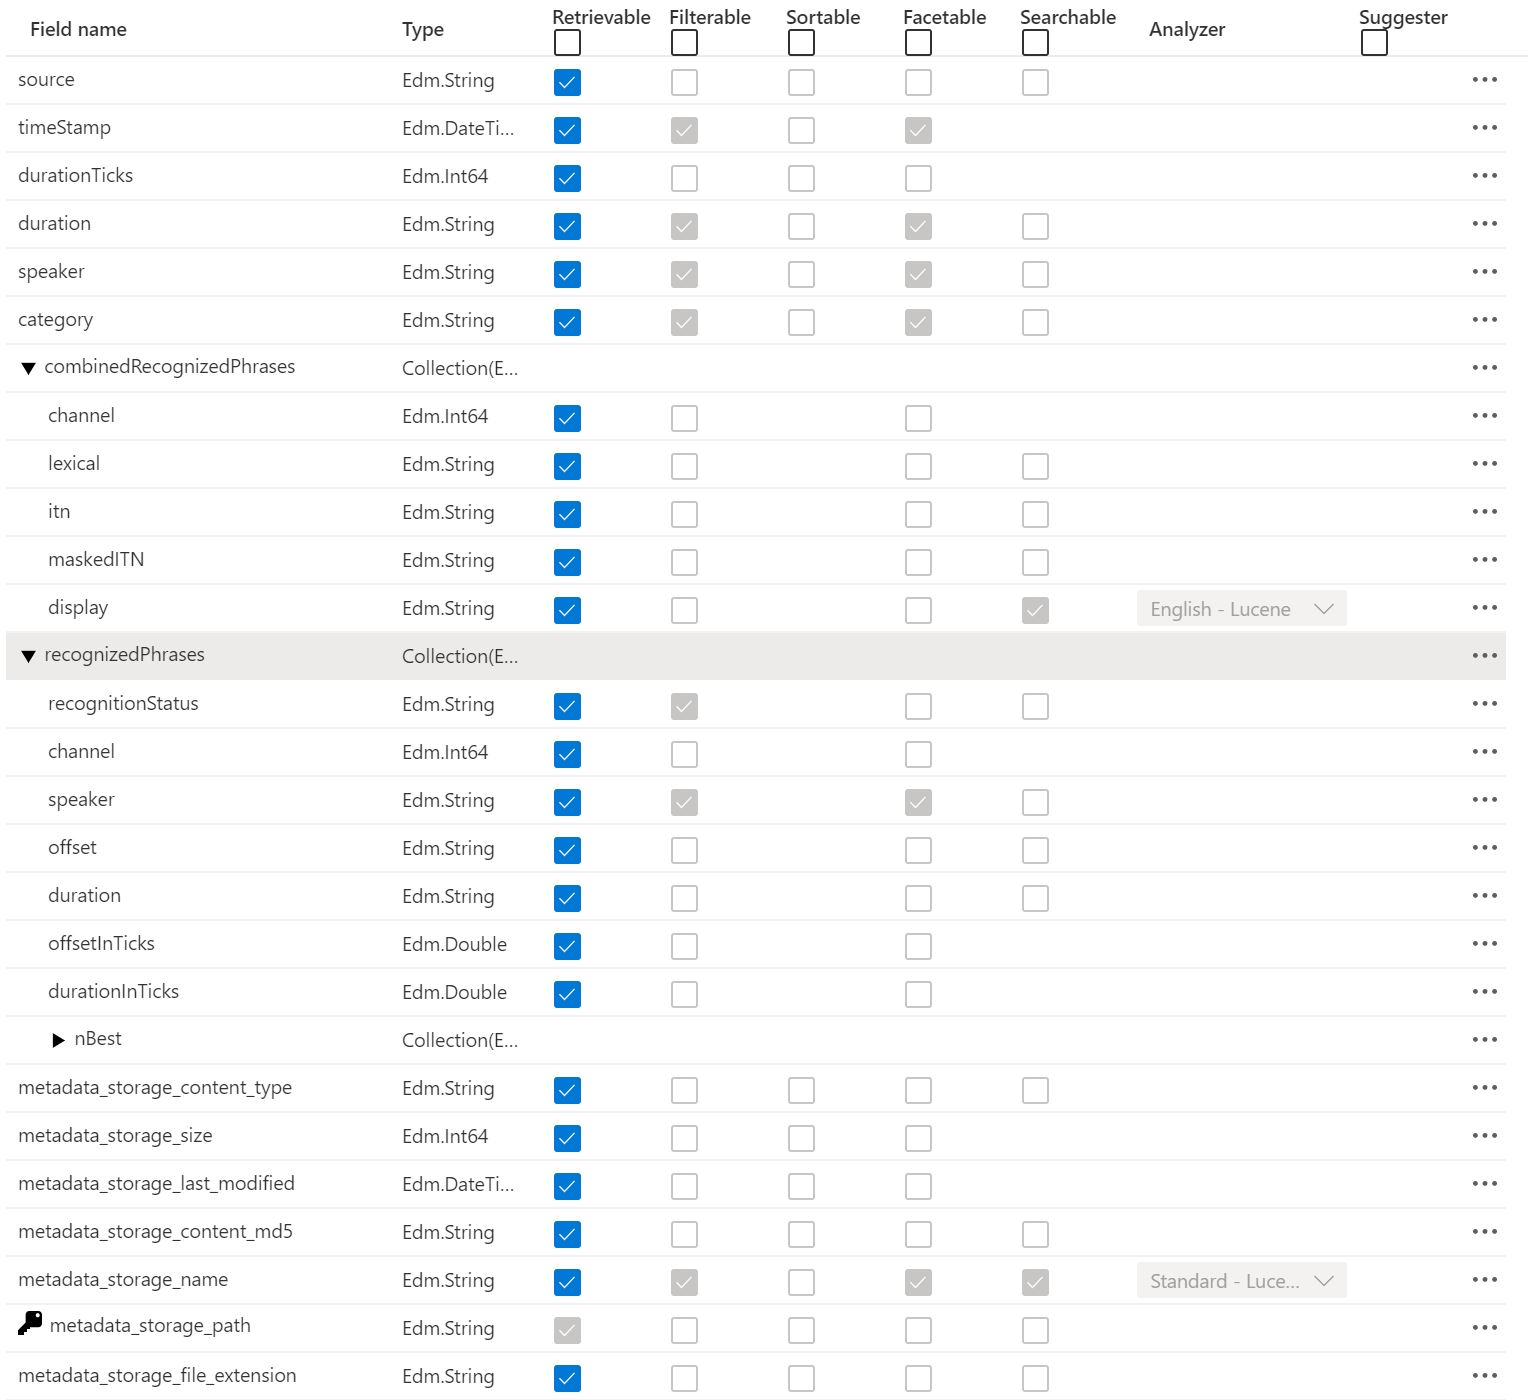 Field name Type Retrievable Filterable Sortable Facetable Searchable Analyzer Suggester
source Edm.String
timeStamp Edm.DateTi...
durationTicks Edm.Int64
duration Edm.String
speaker Edm.String
category Edm.String
combinedRecognizedPhrases Collection(E...
channel Edm.Int64
lexical Edm.String
itn Edm.String
maskedITN Edm.String
display Edm.String English - Lucene
recognizedPhrases Collection(E...
recognitionStatus Edm.String
channel Edm.Int64
speaker Edm.String
offset Edm.String
duration Edm.String
offsetInTicks Edm.Double
durationInTicks Edm.Double
nBest Collection(E...
metadata_storage_content_type Edm.String
metadata_storage_size Edm.Int64
metadata_storage_last_modified Edm.DateTi...
metadata_storage_content_md5 Edm.String
metadata_storage_name Edm.String Standard - Luce...
metadata_storage_path Edm.String
metadata_storage_file_extension Edm.String